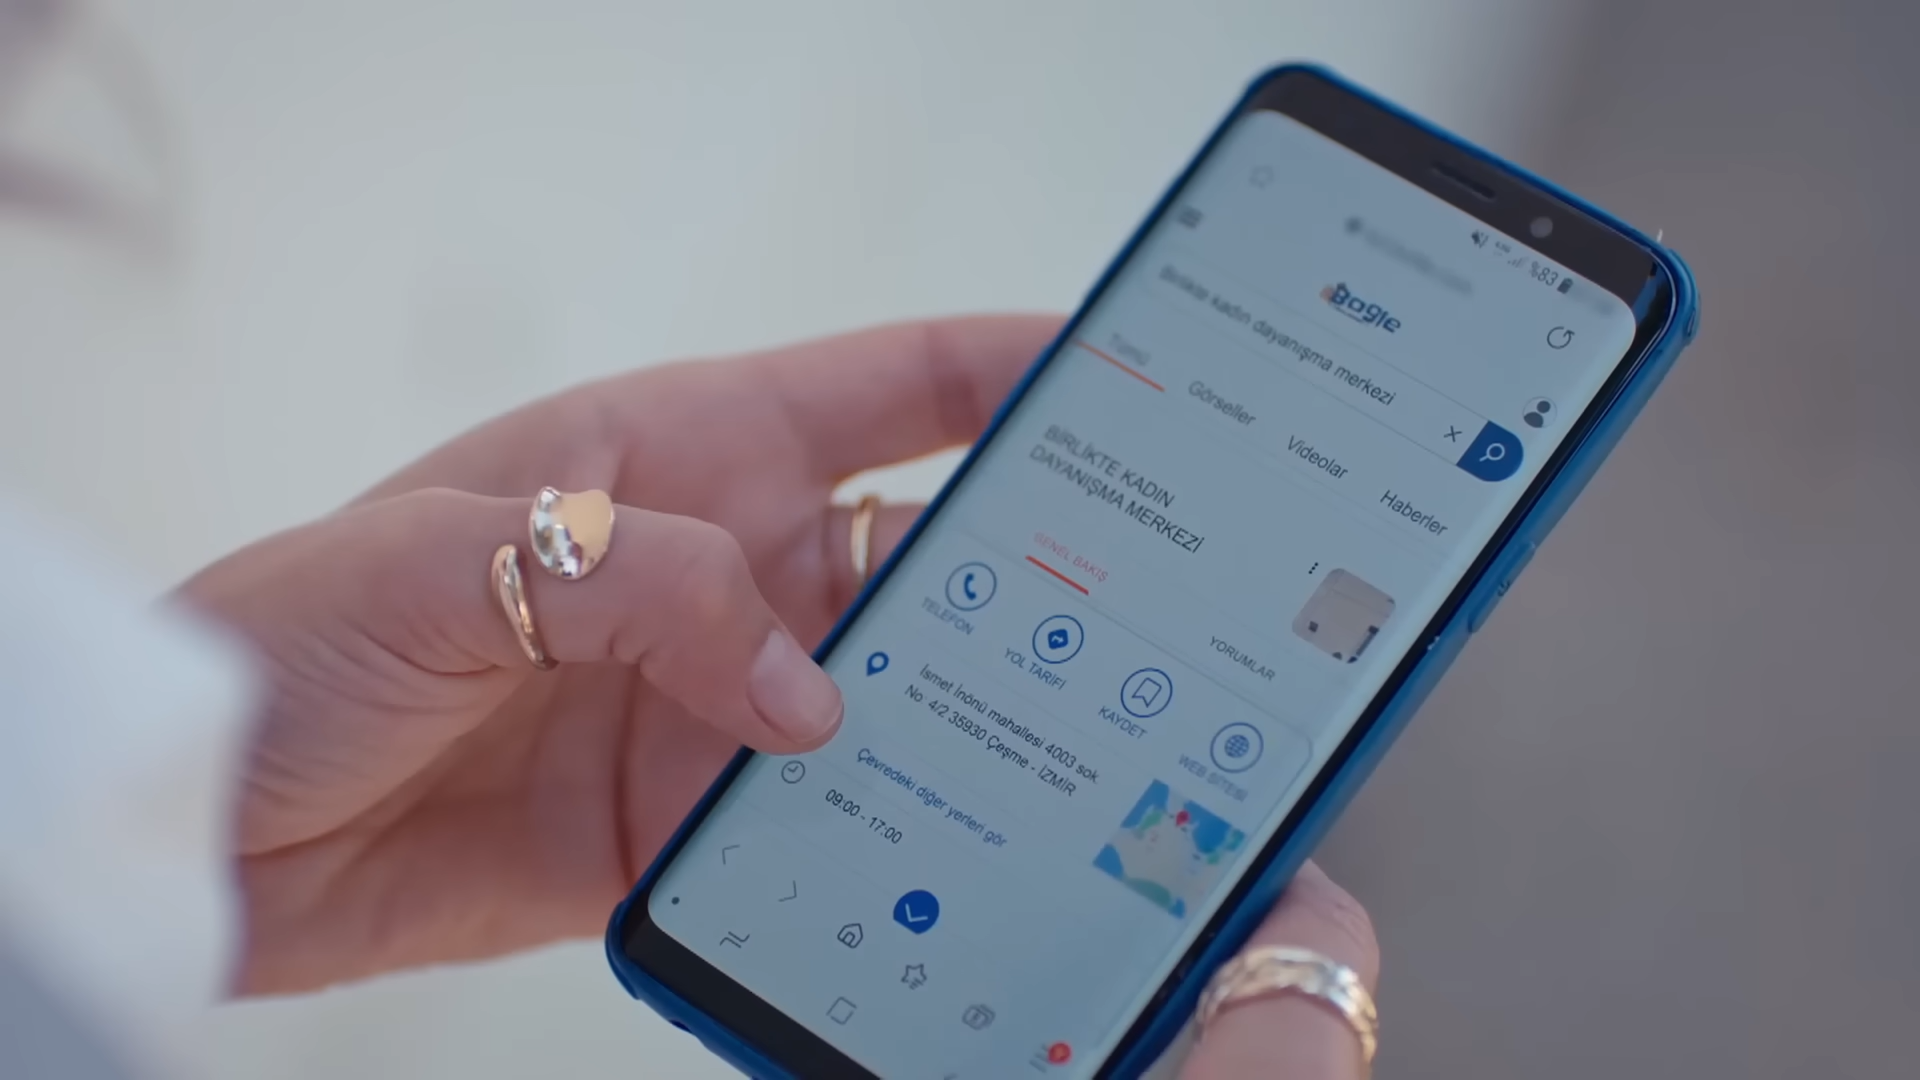 %83
Bogle
Birlikte kadın dayanışma merkezi
Tümü
Görseller
Videolar
Haberler
BİRLİKTE KADIN
DAYANIŞMA MERKEZİ
GENEL BAKIŞ
YORUMLAR
TELEFON
YOL TARİFİ
KAYDET
WEB SİTESİ
İsmet İnönü mahallesi 4003 sok
No: 4/2 35930 Çeşme - İZMİR
Çevredeki diğer yerleri gör
09:00 - 17:00